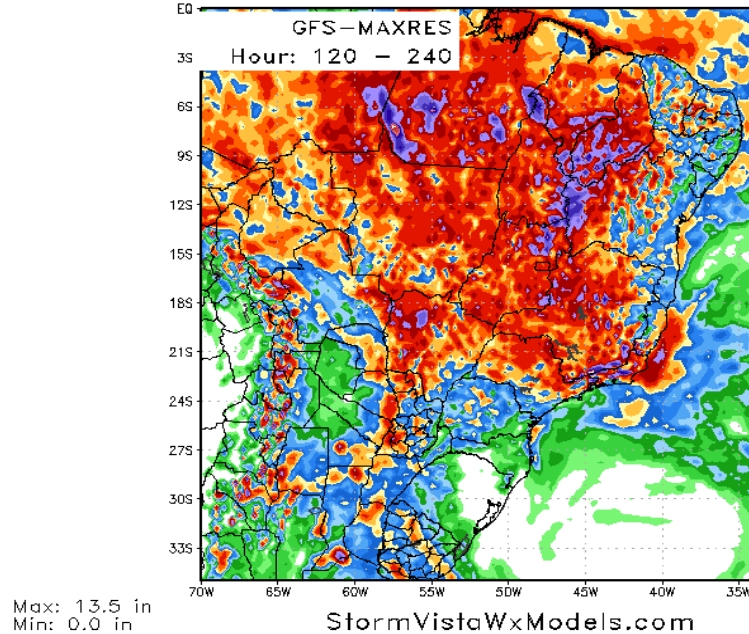 EQ
GFS-MAXRES
Hour: 120 - 240
3S
6S
9S
12S
15S
18S
21S
24S
27S
30S
33S
70W 65W 60W 55W 50W 45W 40W 35W
Max: 13.5 in
Min: 0.0 in
StormVistaWxModels.com